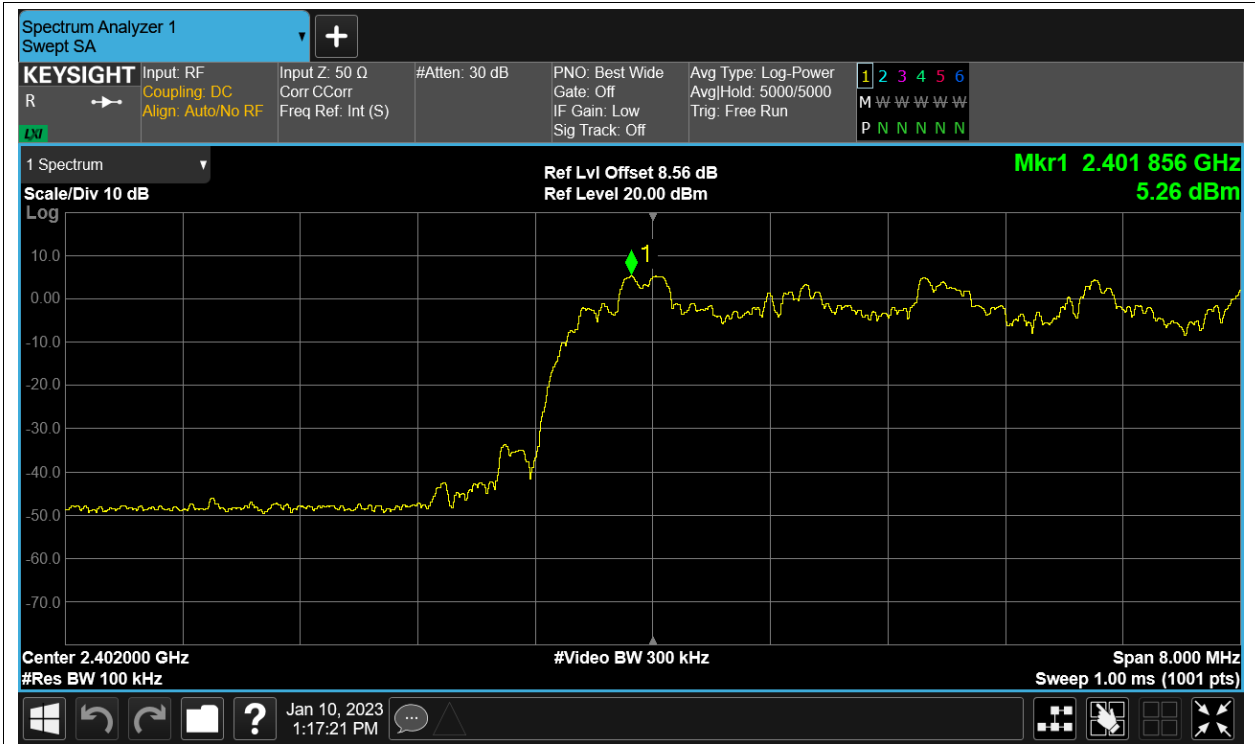 Spectrum Analyzer 1
Swept SA
KEYSIGHT
R
LXI
Input: RF
Coupling: DC
Align: Auto/No RF
Input Z: 50 Ω
Corr CCorr
Freq Ref: Int (S)
#Atten: 30 dB
PNO: Best Wide
Gate: Off
IF Gain: Low
Sig Track: Off
Avg Type: Log-Power
Avg|Hold: 5000/5000
Trig: Free Run
1 2 3 4 5 6
M W W W W W
P N N N N N
1 Spectrum
Scale/Div 10 dB
Log
Ref Lvl Offset 8.56 dB
Ref Level 20.00 dBm
Mkr1 2.401 856 GHz
5.26 dBm
1
10.0
0.00
-10.0
-20.0
-30.0
-40.0
-50.0
-60.0
-70.0
Center 2.402000 GHz
#Res BW 100 kHz
#Video BW 300 kHz
Span 8.000 MHz
Sweep 1.00 ms (1001 pts)
?
Jan 10, 2023
1:17:21 PM